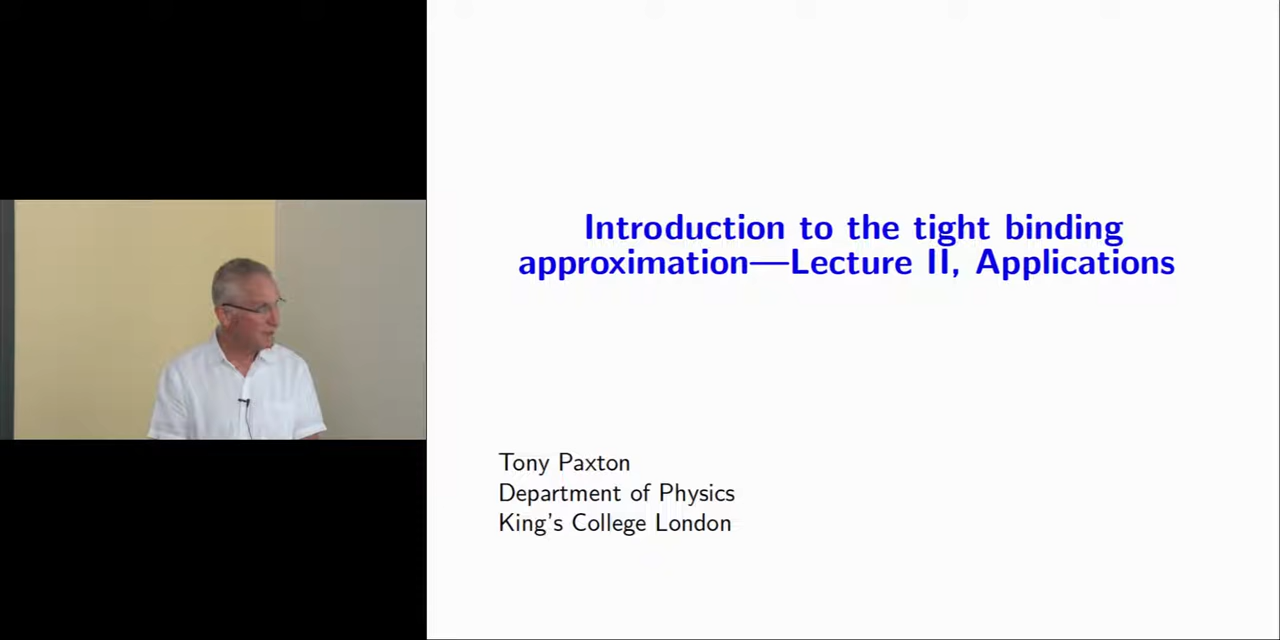 Introduction to the tight binding
approximation—Lecture II, Applications
Tony Paxton
Department of Physics
King's College London